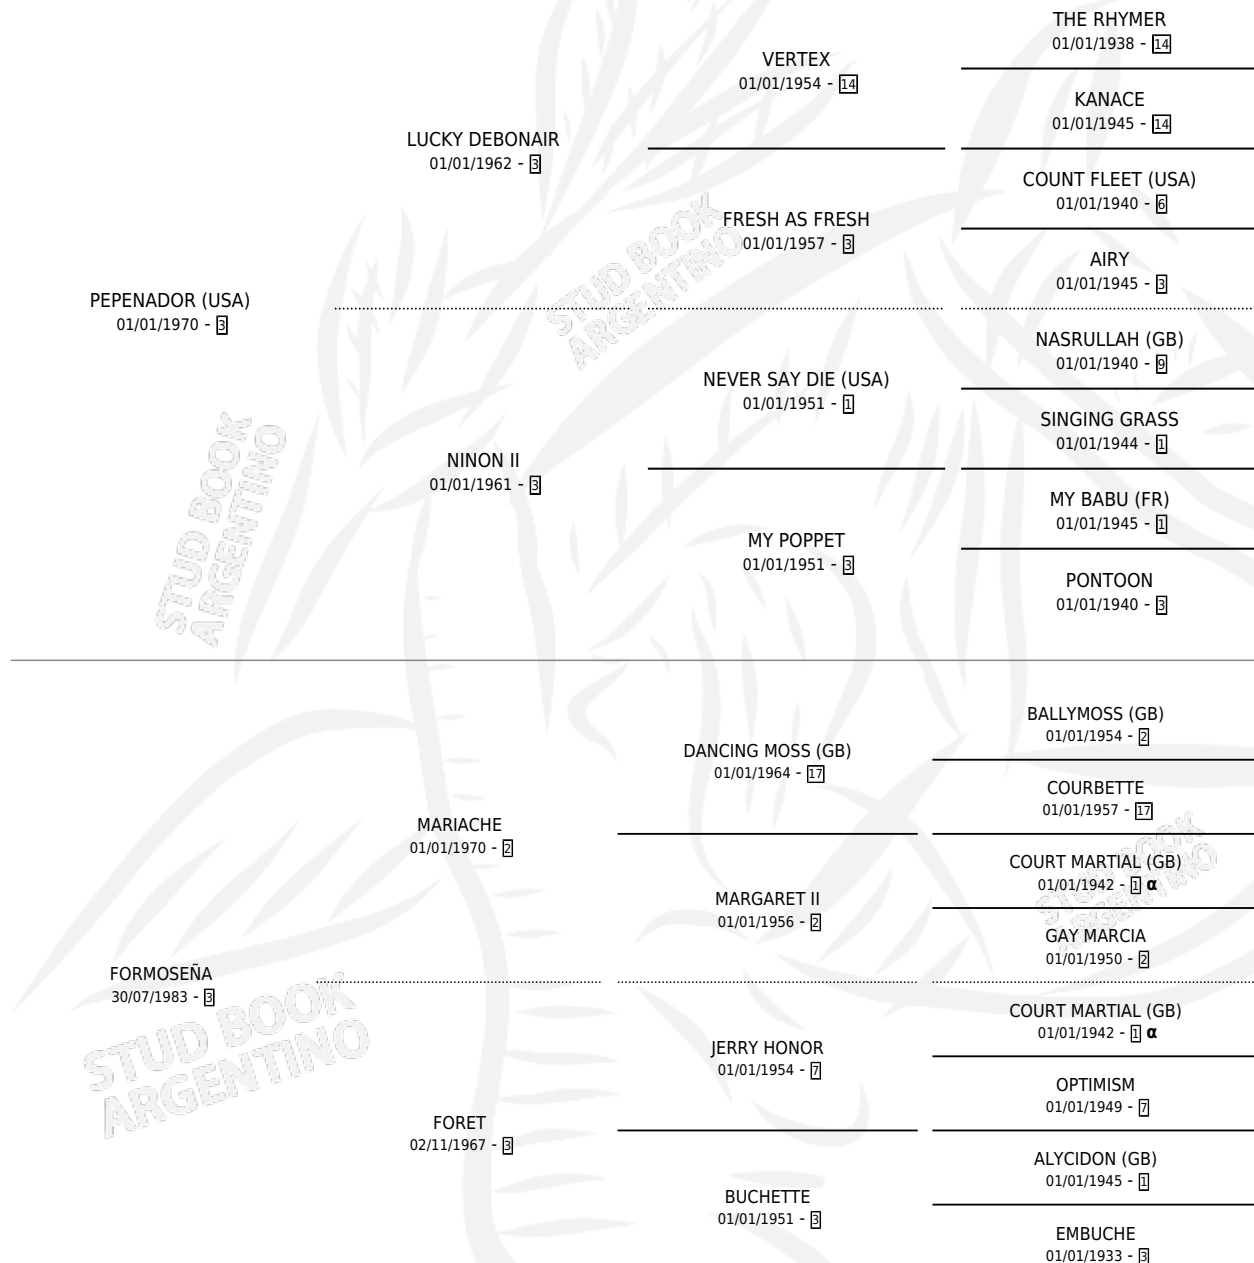 THE RHYMER
01/01/1938 - 14
VERTEX
01/01/1954 - 14
KANACE
01/01/1945 - 14
LUCKY DEBONAIR
01/01/1962 - 3
COUNT FLEET (USA)
01/01/1940 - 6
FRESH AS FRESH
01/01/1957 - 3
AIRY
01/01/1945 - 3
STUD BOOK
ARGENTINO
PEPENADOR (USA)
01/01/1970 - 3
NASRULLAH (GB)
01/01/1940 - 9
NEVER SAY DIE (USA)
01/01/1951 - 1
SINGING GRASS
01/01/1944 - 1
NINON II
01/01/1961 - 3
MY BABU (FR)
01/01/1945 - 1
MY POPPET
01/01/1951 - 3
PONTOON
01/01/1940 - 3
STUD BOOK
ARGENTINO
BALLYMOSS (GB)
01/01/1954 - 2
DANCING MOSS (GB)
01/01/1964 - 17
COURBETTE
01/01/1957 - 17
MARIACHE
01/01/1970 - 2
COURT MARTIAL (GB)
01/01/1942 - 1 α
MARGARET II
01/01/1956 - 2
GAY MARCIA
01/01/1950 - 2
STUD BOOK
ARGENTINO
FORMOSEÑA
30/07/1983 - 3
COURT MARTIAL (GB)
01/01/1942 - 1 α
JERRY HONOR
01/01/1954 - 7
OPTIMISM
01/01/1949 - 7
STUD BOOK
ARGENTINO
FORET
02/11/1967 - 3
ALYCIDON (GB)
01/01/1945 - 1
BUCHETTE
01/01/1951 - 3
EMBUCHE
01/01/1933 - 3